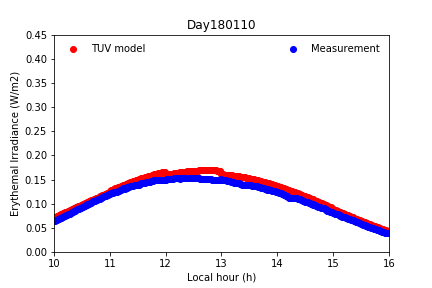 Day180110
TUV model
Measurement
Erythemal Irradiance (W/m2)
0.45
0.40
0.35
0.30
0.25
0.20
0.15
0.10
0.05
0.00
10 11 12 13 14 15 16
Local hour (h)